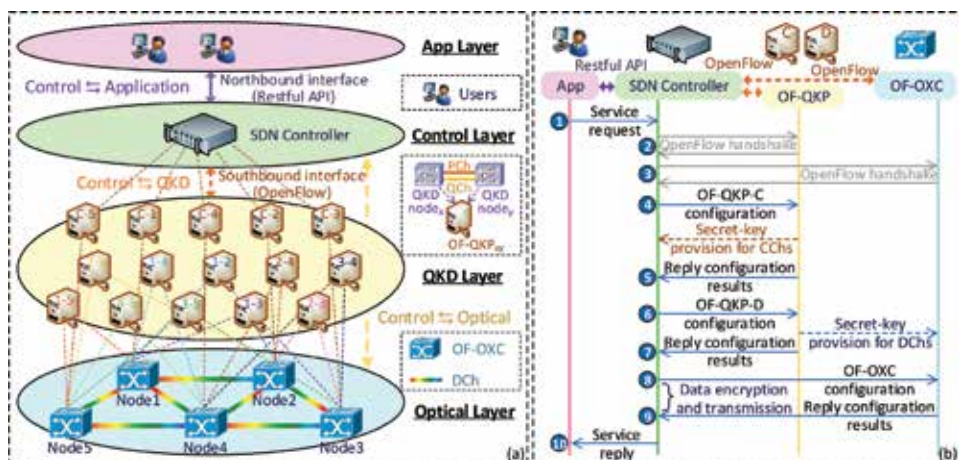 App Layer
Control ⇆ Application
Northbound interface
(Restful API)
Users
SDN Controller
Control Layer
Control ⇆ QKD
Southbound interface
(OpenFlow)
PCh
QCh
QKD
nodeₓ
QKD
nodeᵧ
OF-QKPₓᵧ
QKD Layer
Control ⇆ Optical
OF-OXC
DCh
Node1
Node2
Node5
Node4
Node3
Optical Layer
(a)
C
D
Restful API
OpenFlow
OpenFlow
App
SDN Controller
OF-QKP
OF-OXC
1
Service
request
2
OpenFlow handshake
3
OpenFlow handshake
4
OF-QKP-C
configuration
Secret-key
provision for CChs
5
Reply configuration
results
6
OF-QKP-D
configuration
Secret-key
provision for DChs
7
Reply configuration
results
8
OF-OXC
configuration
Data encryption
and transmission
9
Reply configuration
results
10
Service
reply
(b)